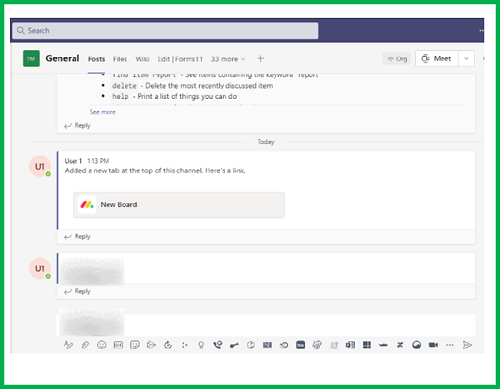 Search
TM General Posts Files Wiki Edit | Forms11 33 more + Org Meet
find item report - See items containing the keyword 'report'
delete - Delete the most recently discussed item
help - Print a list of things you can do
See more
Reply
Today
U1 User 1 1:13 PM
Added a new tab at the top of this channel. Here's a link.
New Board
Reply
U1
Reply